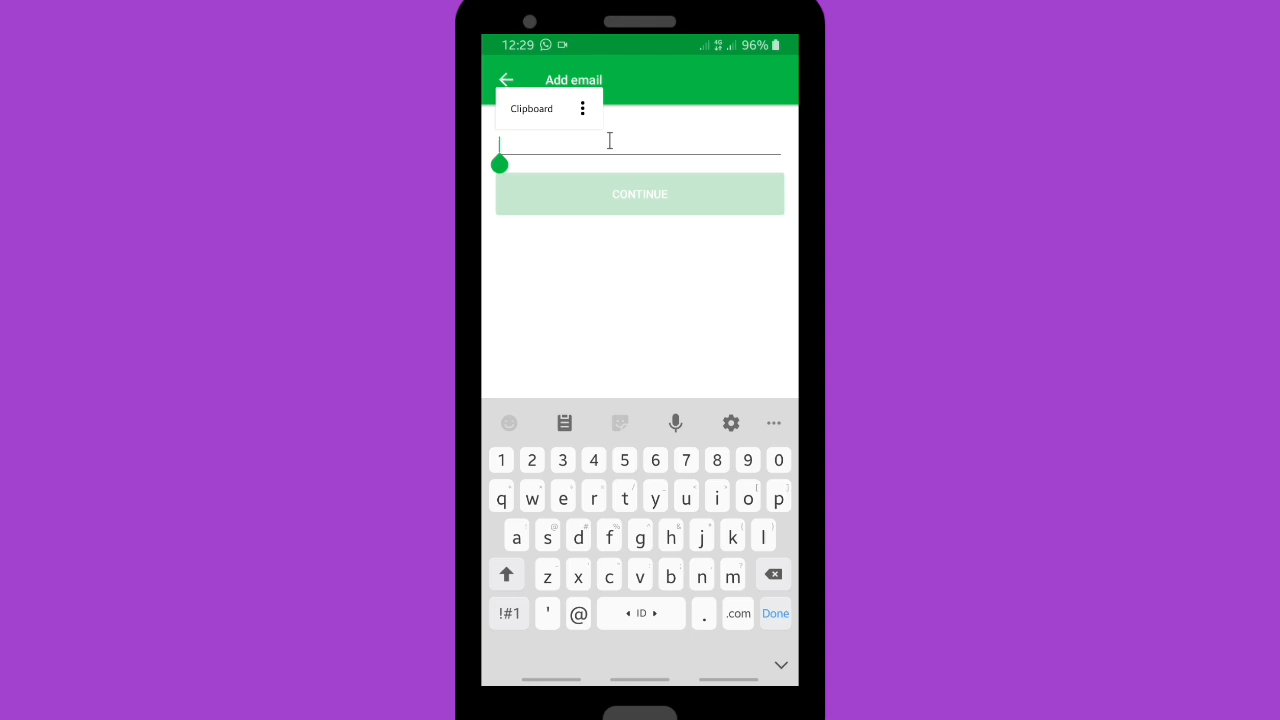 12:29 4G 96%
Add email
Clipboard
CONTINUE
1 2 3 4 5 6 7 8 9 0
q w e r t y u i o p
a s d f g h j k l
z x c v b n m
!#1 ' @ ID . .com Done